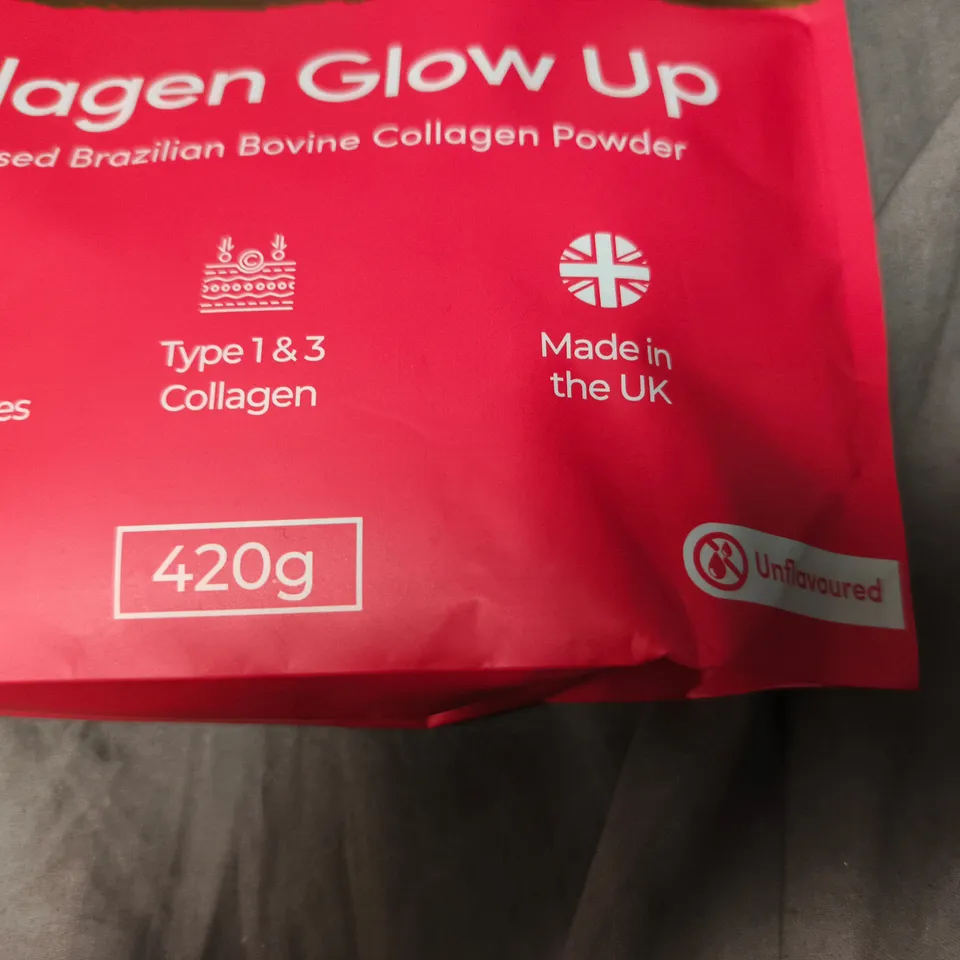 llagen Glow Up
sed Brazilian Bovine Collagen Powder
©
Type 1 & 3
Collagen
Made in
the UK
es
420g
Unflavoured